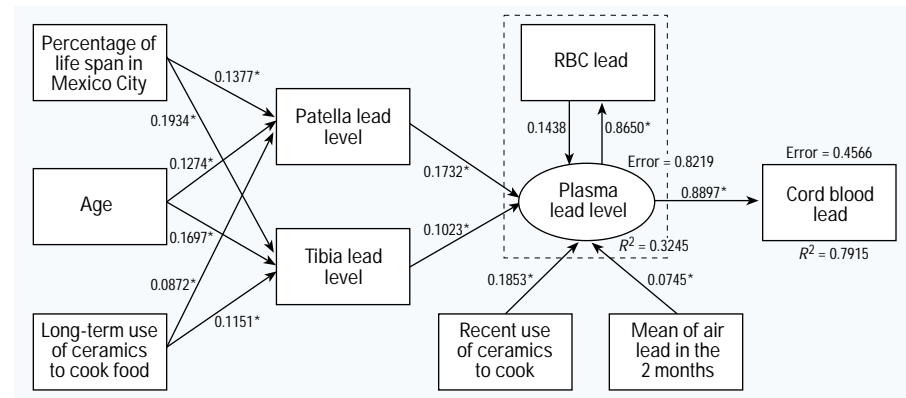 Percentage of
life span in
Mexico City
Age
Long-term use
of ceramics
to cook food
0.1377*
0.1934*
0.1274*
0.1697*
0.0872*
0.1151*
Patella lead
level
Tibia lead
level
0.1732*
0.1023*
RBC lead
0.1438
0.8650*
Error = 0.8219
Plasma
lead level
R² = 0.3245
0.8897*
0.1853*
0.0745*
Recent use
of ceramics
to cook
Mean of air
lead in the
2 months
Error = 0.4566
Cord blood
lead
R² = 0.7915